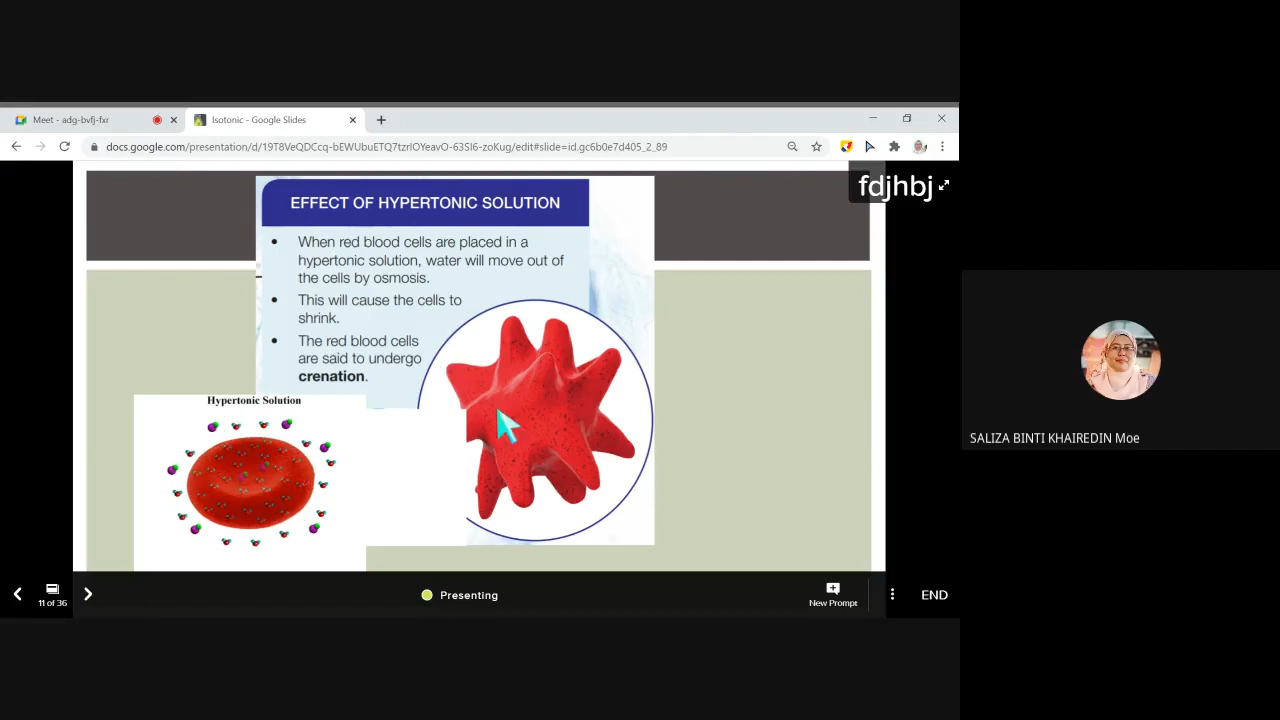 Meet - adg-bvfj-fxr
Isotonic - Google Slides
docs.google.com/presentation/d/19T8VeQDCcq-bEWUbuETQ7tzrlOYeavO-63SI6-zoKug/edit#slide=id.gc6b0e7d405_2_89
fdjhbj
EFFECT OF HYPERTONIC SOLUTION
• When red blood cells are placed in a
hypertonic solution, water will move out of
the cells by osmosis.
• This will cause the cells to
shrink.
• The red blood cells
are said to undergo
crenation.
Hypertonic Solution
SALIZA BINTI KHAIREDIN Moe
11 of 36
Presenting
New Prompt
END